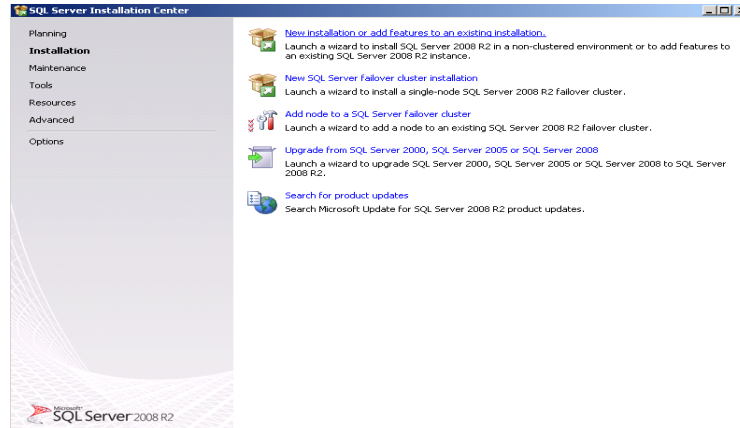 SQL Server Installation Center
Planning
Installation
Maintenance
Tools
Resources
Advanced
Options
New installation or add features to an existing installation.
Launch a wizard to install SQL Server 2008 R2 in a non-clustered environment or to add features to
an existing SQL Server 2008 R2 instance.
New SQL Server failover cluster installation
Launch a wizard to install a single-node SQL Server 2008 R2 failover cluster.
Add node to a SQL Server failover cluster
Launch a wizard to add a node to an existing SQL Server 2008 R2 failover cluster.
Upgrade from SQL Server 2000, SQL Server 2005 or SQL Server 2008
Launch a wizard to upgrade SQL Server 2000, SQL Server 2005 or SQL Server 2008 to SQL Server
2008 R2.
Search for product updates
Search Microsoft Update for SQL Server 2008 R2 product updates.
Microsoft
SQL Server 2008 R2